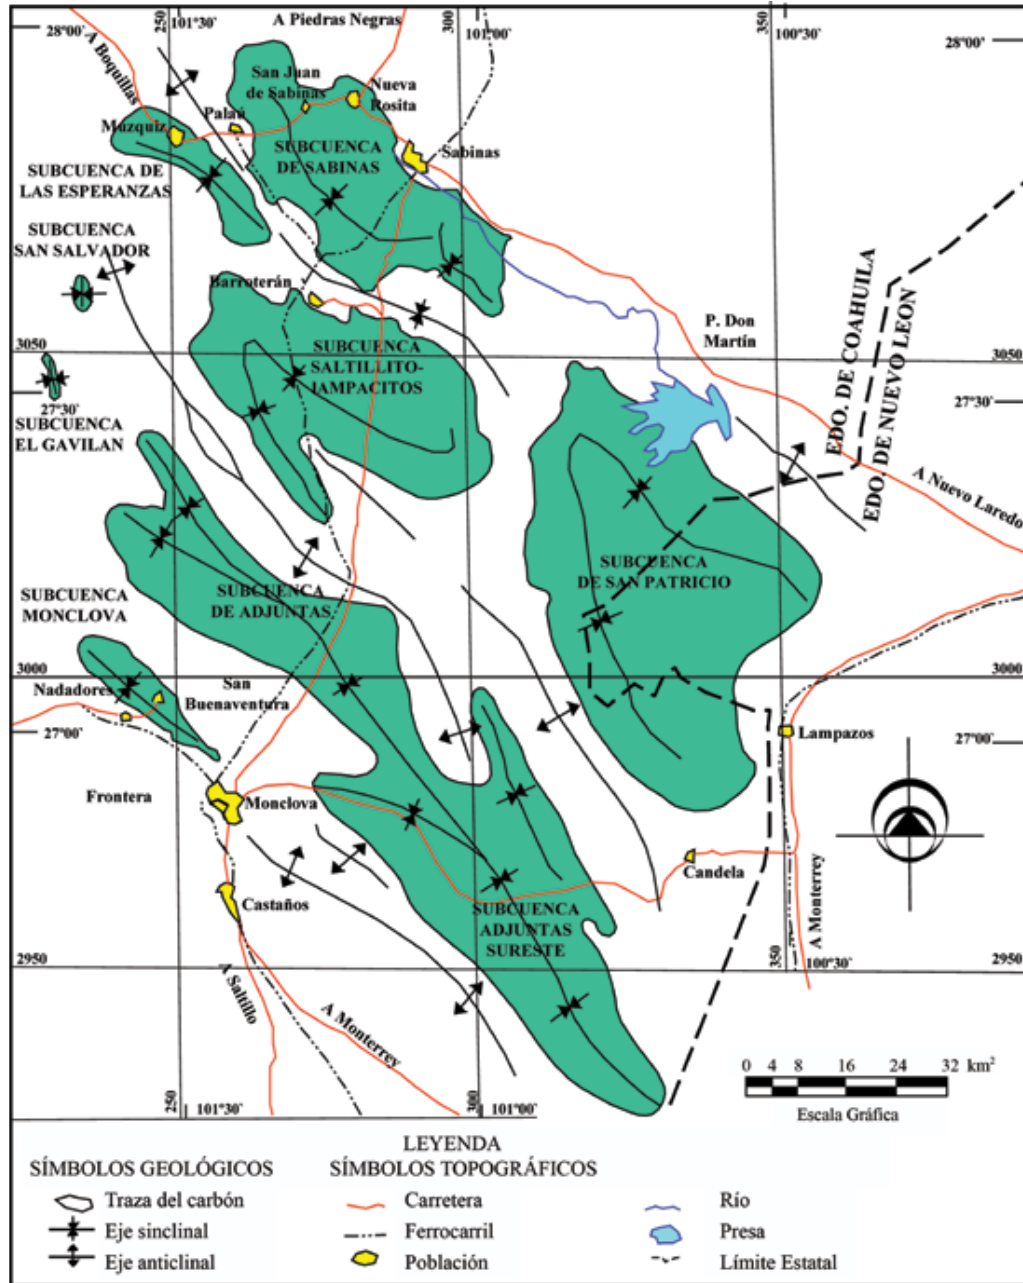 250
101°30'
A Piedras Negras
300
101°00'
350
100°30'
28°00'
28°00'
A Boquillas
San Juan
de Sabinas
Nueva
Rosita
Palaú
Múzquiz
SUBCUENCA
DE SABINAS
Sabinas
SUBCUENCA DE
LAS ESPERANZAS
SUBCUENCA
SAN SALVADOR
Barroterán
P. Don
Martín
EDO. DE COAHUILA
EDO. DE NUEVO LEON
3050
3050
SUBCUENCA
SALTILLITO-
LAMPACITOS
27°30'
27°30'
SUBCUENCA
EL GAVILAN
A Nuevo Laredo
SUBCUENCA
DE SAN PATRICIO
SUBCUENCA
DE ADJUNTAS
SUBCUENCA
MONCLOVA
3000
3000
Nadadores
San
Buenaventura
27°00'
27°00'
Lampazos
Frontera
Monclova
Candela
Castaños
SUBCUENCA
ADJUNTAS
SURESTE
A Monterrey
2950
2950
350
100°30'
A Saltillo
A Monterrey
250
101°30'
300
101°00'
0 4 8 16 24 32 km²
Escala Gráfica
LEYENDA
SÍMBOLOS GEOLÓGICOS
SÍMBOLOS TOPOGRÁFICOS
Traza del carbón
Carretera
Río
Eje sinclinal
Ferrocarril
Presa
Eje anticlinal
Población
Límite Estatal